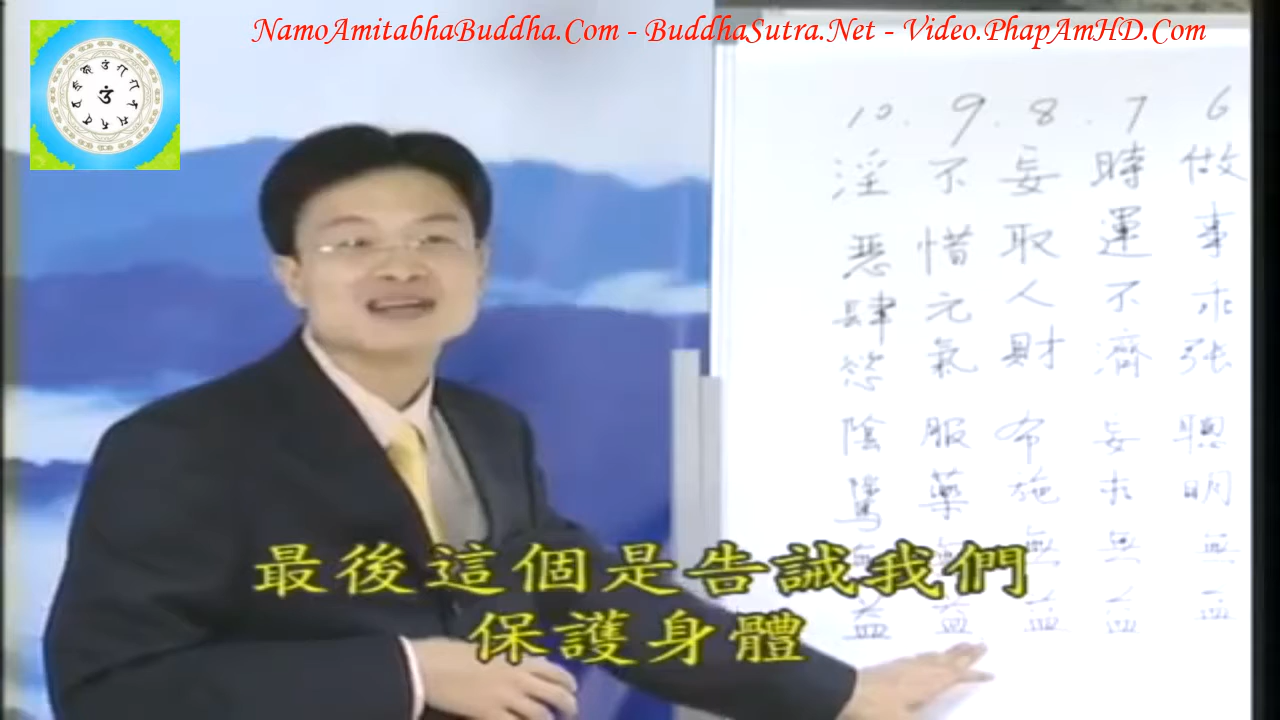 NamoAmitabhaBuddha.Com - BuddhaSutra.Net - Video.PhapAmHD.Com
6 做事乖张聰明無益
7 時運不濟妄求無益
8 妄取人財布施無益
9 不惜元氣服藥無益
10 淫惡肆慾陰騭無益
最後這個是告誡我們
保護身體